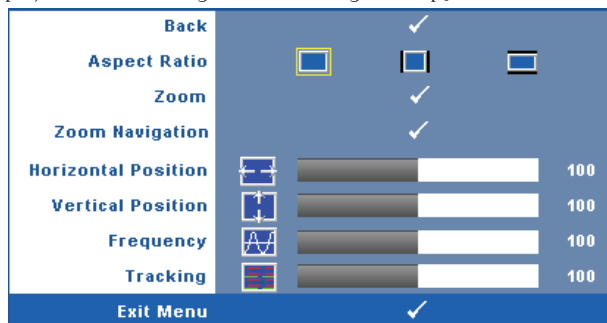 Back
Aspect Ratio
Zoom
Zoom Navigation
Horizontal Position 100
Vertical Position 100
Frequency 100
Tracking 100
Exit Menu